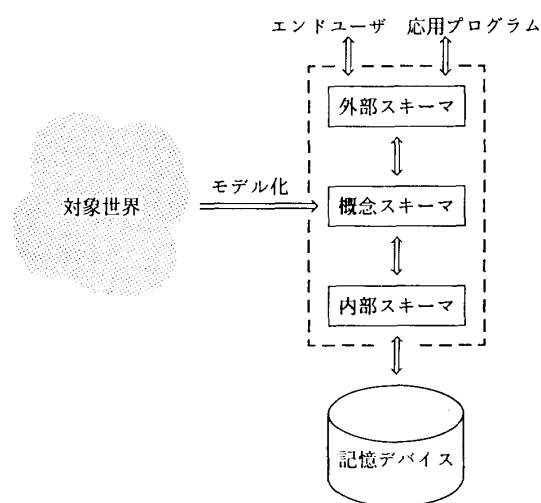 エンドユーザ 応用プログラム
外部スキーマ
モデル化
対象世界
概念スキーマ
内部スキーマ
記憶デバイス